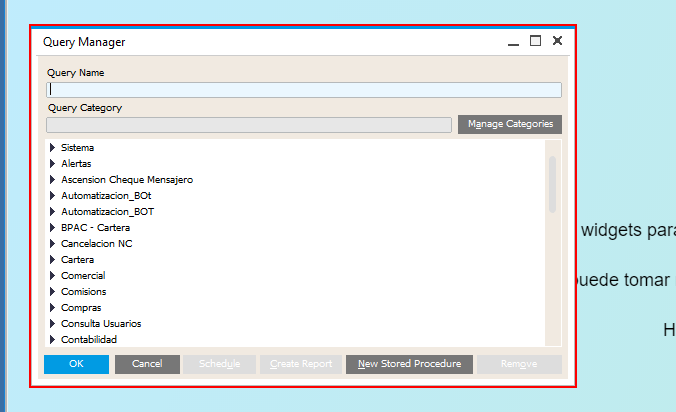 Query Manager
Query Name
Query Category
Manage Categories
Sistema
Alertas
Ascension Cheque Mensajero
Automatizacion_BOt
Automatizacion_BOT
BPAC - Cartera
Cancelacion NC
Cartera
Comercial
Comisions
Compras
Consulta Usuarios
Contabilidad
OK Cancel Schedule Create Report New Stored Procedure Remove
widgets para
puede tomar
H